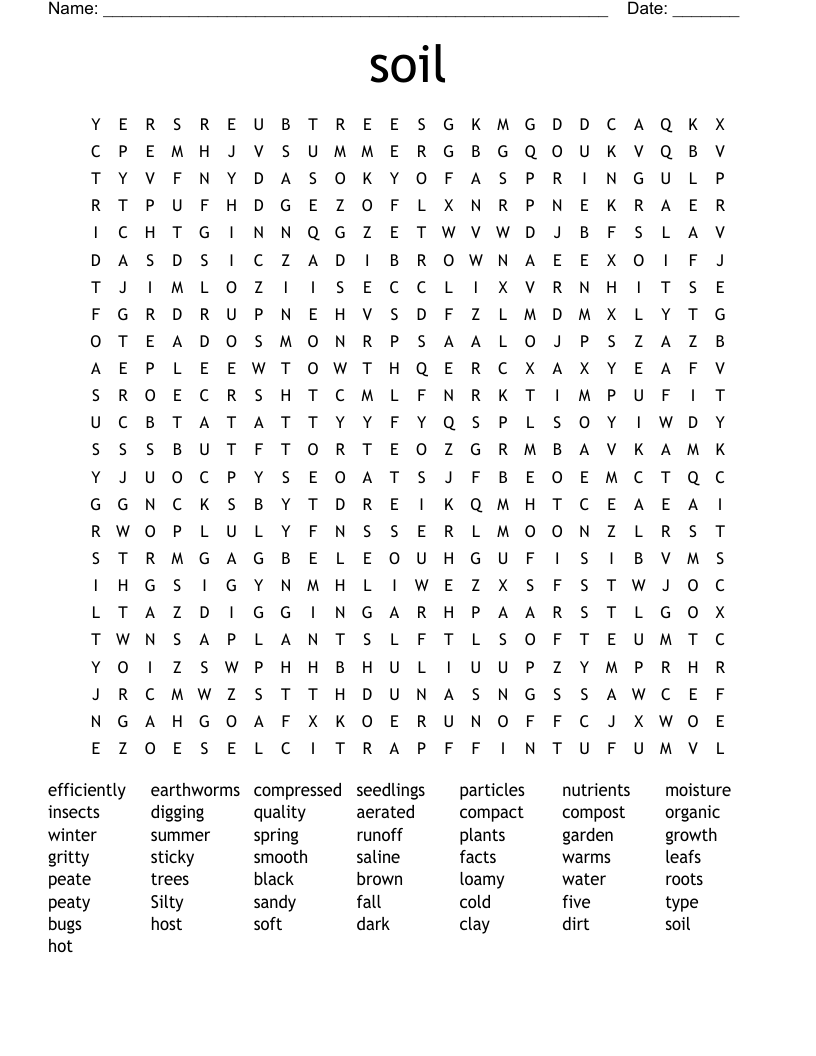 Name: ______________________________________________________ Date: _______
soil
Y E R S R E U B T R E E S G K M G D D C A Q K X
C P E M H J V S U M M E R G B G Q O U K V Q B V
T Y V F N Y D A S O K Y O F A S P R I N G U L P
R T P U F H D G E Z O F L X N R P N E K R A E R
I C H T G I N N Q G Z E T W V W D J B F S L A V
D A S D S I C Z A D I B R O W N A E E X O I F J
T J I M L O Z I I S E C C L I X V R N H I T S E
F G R D R U P N E H V S D F Z L M D M X L Y T G
O T E A D O S M O N R P S A A L O J P S Z A Z B
A E P L E E W T O W T H Q E R C X A X Y E A F V
S R O E C R S H T C M L F N R K T I M P U F I T
U C B T A T A T T Y Y F Y Q S P L S O Y I W D Y
S S S B U T F T O R T E O Z G R M B A V K A M K
Y J U O C P Y S E O A T S J F B E O E M C T Q C
G G N C K S B Y T D R E I K Q M H T C E A E A I
R W O P L U L Y F N S S E R L M O O N Z L R S T
S T R M G A G B E L E O U H G U F I S I B V M S
I H G S I G Y N M H L I W E Z X S F S T W J O C
L T A Z D I G G I N G A R H P A A R S T L G O X
T W N S A P L A N T S L F T L S O F T E U M T C
Y O I Z S W P H H B H U L I U U P Z Y M P R H R
J R C M W Z S T T H D U N A S N G S S A W C E F
N G A H G O A F X K O E R U N O F F C J X W O E
E Z O E S E L C I T R A P F F I N T U F U M V L
efficiently earthworms compressed seedlings particles nutrients moisture
insects digging quality aerated compact compost organic
winter summer spring runoff plants garden growth
gritty sticky smooth saline facts warms leafs
peate trees black brown loamy water roots
peaty Silty sandy fall cold five type
bugs host soft dark clay dirt soil
hot